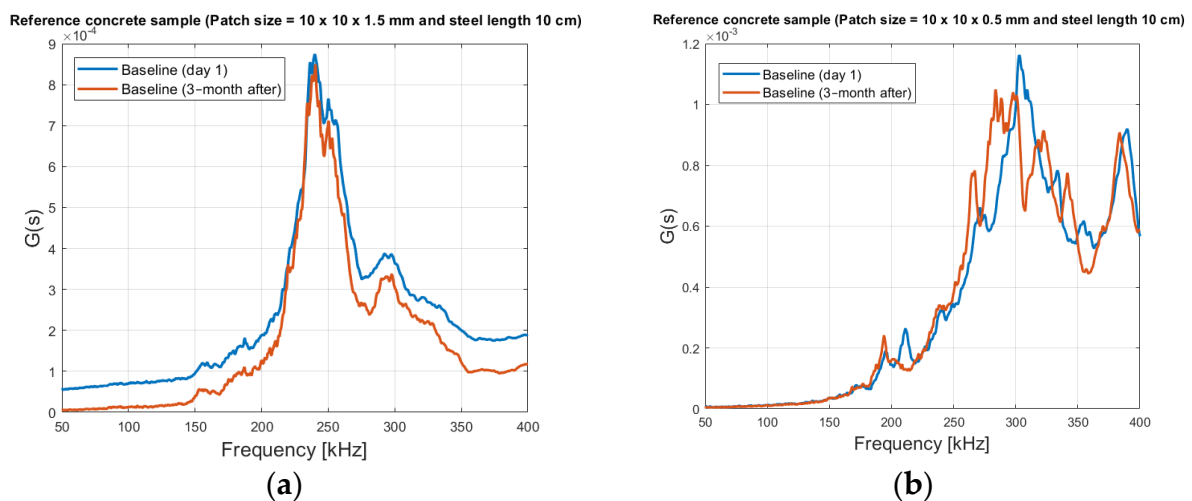 Reference concrete sample (Patch size = 10 x 10 x 1.5 mm and steel length 10 cm)
×10⁻⁴
9
8
7
6
5
4
3
2
1
0
G(s)
Baseline (day 1)
Baseline (3−month after)
50 100 150 200 250 300 350 400
Frequency [kHz]
(a)
Reference concrete sample (Patch size = 10 x 10 x 0.5 mm and steel length 10 cm)
×10⁻³
1.2
1
0.8
0.6
0.4
0.2
0
G(s)
Baseline (day 1)
Baseline (3−month after)
50 100 150 200 250 300 350 400
Frequency [kHz]
(b)